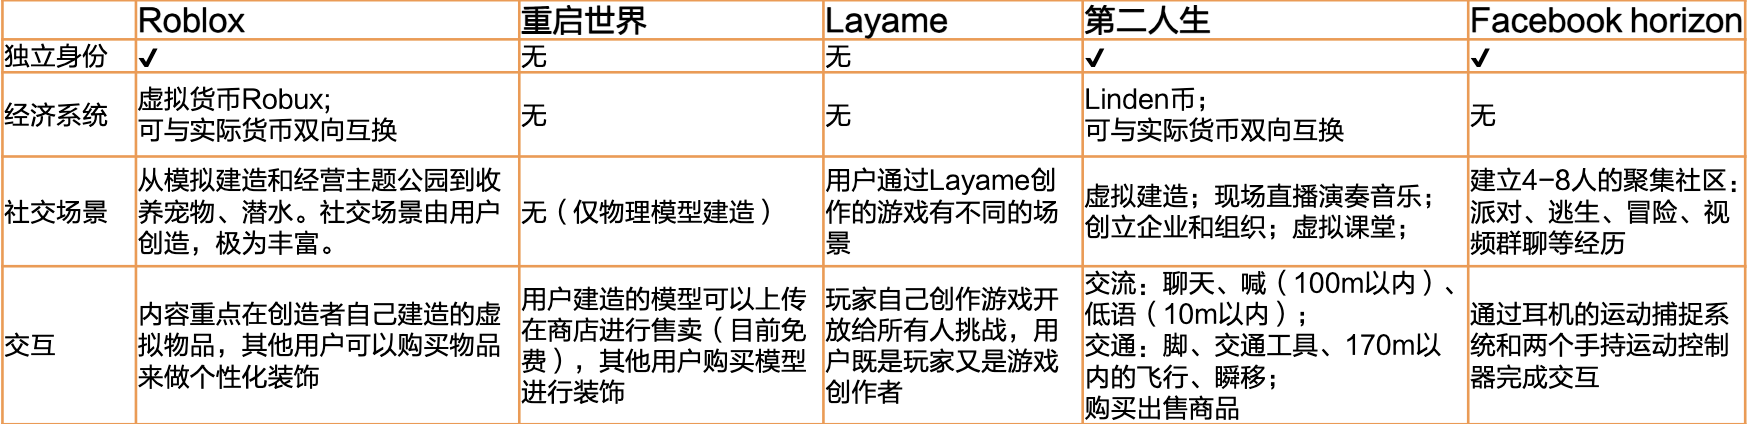 Roblox 重启世界 Layame 第二人生 Facebook horizon
独立身份 ✓ 无 无 ✓ ✓
经济系统
虚拟货币Robux;
可与实际货币双向互换
无
无
Linden币；
可与实际货币双向互换
无
社交场景
从模拟建造和经营主题公园到收
养宠物、潜水。社交场景由用户
创造，极为丰富。
无（仅物理模型建造）
用户通过Layame创
作的游戏有不同的场
景
虚拟建造；现场直播演奏音乐；
创立企业和组织；虚拟课堂；
建立4-8人的聚集社区：
派对、逃生、冒险、视
频群聊等经历
交互
内容重点在创造者自己建造的虚
拟物品，其他用户可以购买物品
来做个性化装饰
用户建造的模型可以上传
在商店进行售卖（目前免
费），其他用户购买模型
进行装饰
玩家自己创作游戏开
放给所有人挑战，用
户既是玩家又是游戏
创作者
交流：聊天、喊（100m以内）、
低语（10m以内）；
交通：脚、交通工具、170m以
内的飞行、瞬移；
购买出售商品
通过耳机的运动捕捉系
统和两个手持运动控制
器完成交互